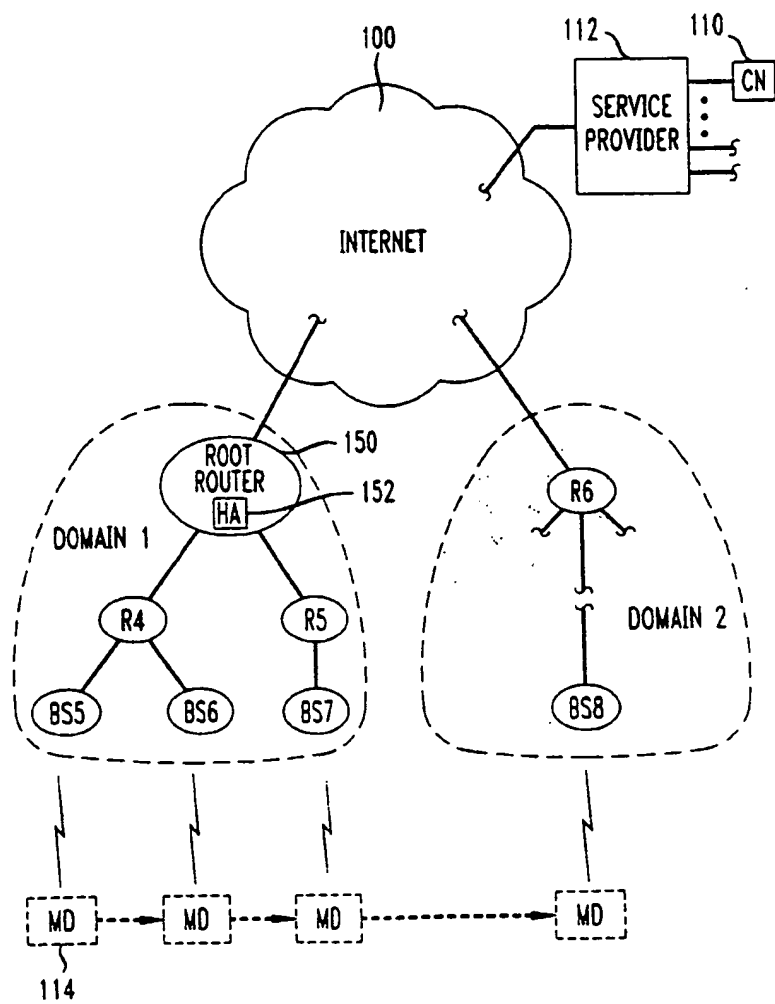 112
110
100
CN
SERVICE
PROVIDER
INTERNET
ROOT
ROUTER
150
HA
152
R6
DOMAIN 1
R4
R5
DOMAIN 2
BS5
BS6
BS7
BS8
MD
MD
MD
MD
114